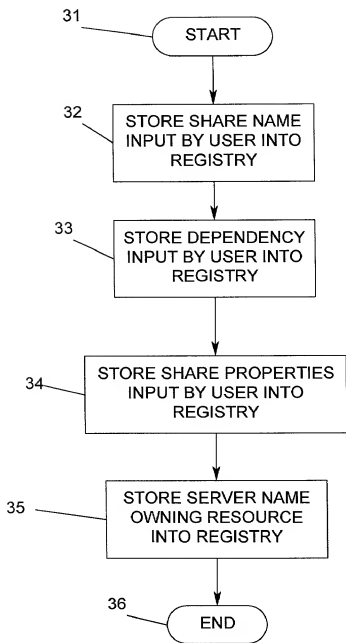 31
START
32
STORE SHARE NAME
INPUT BY USER INTO
REGISTRY
33
STORE DEPENDENCY
INPUT BY USER INTO
REGISTRY
34
STORE SHARE PROPERTIES
INPUT BY USER INTO
REGISTRY
35
STORE SERVER NAME
OWNING RESOURCE
INTO REGISTRY
36
END